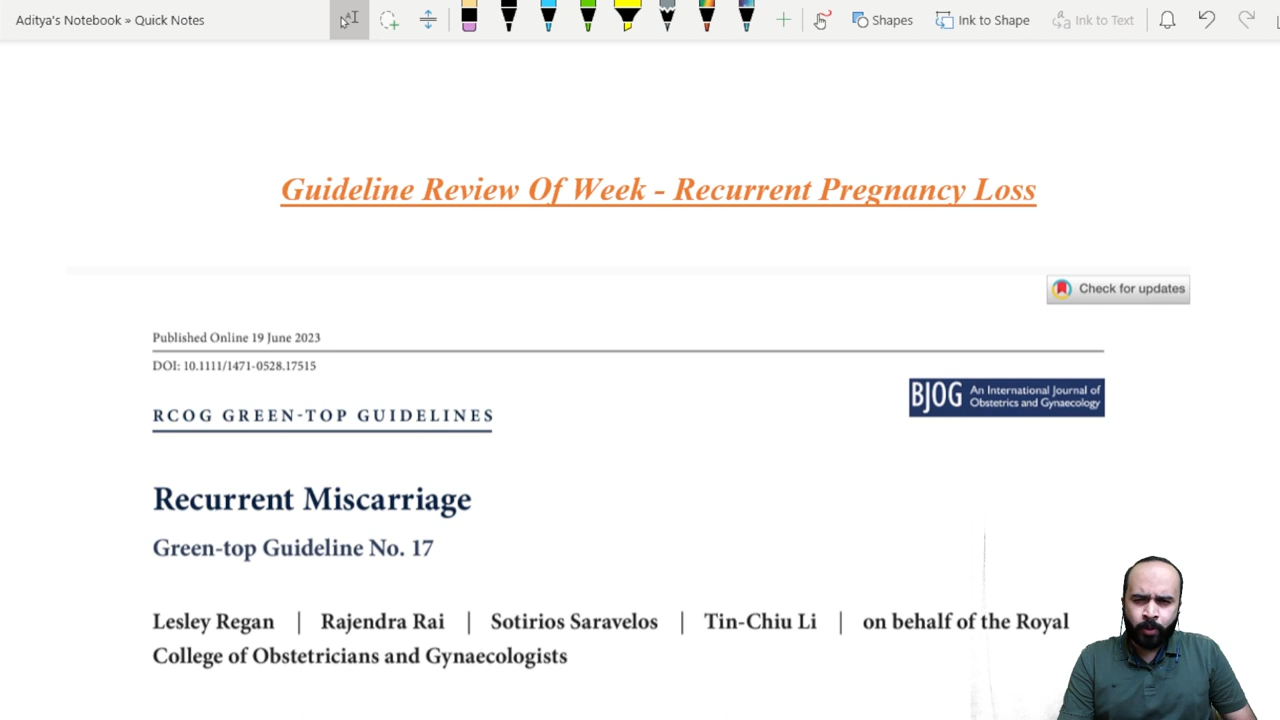 Aditya's Notebook » Quick Notes
Shapes
Ink to Shape
Ink to Text
Guideline Review Of Week - Recurrent Pregnancy Loss
Check for updates
Published Online 19 June 2023
DOI: 10.1111/1471-0528.17515
BJOG An International Journal of
Obstetrics and Gynaecology
RCOG GREEN-TOP GUIDELINES
Recurrent Miscarriage
Green-top Guideline No. 17
Lesley Regan | Rajendra Rai | Sotirios Saravelos | Tin-Chiu Li | on behalf of the Royal
College of Obstetricians and Gynaecologists